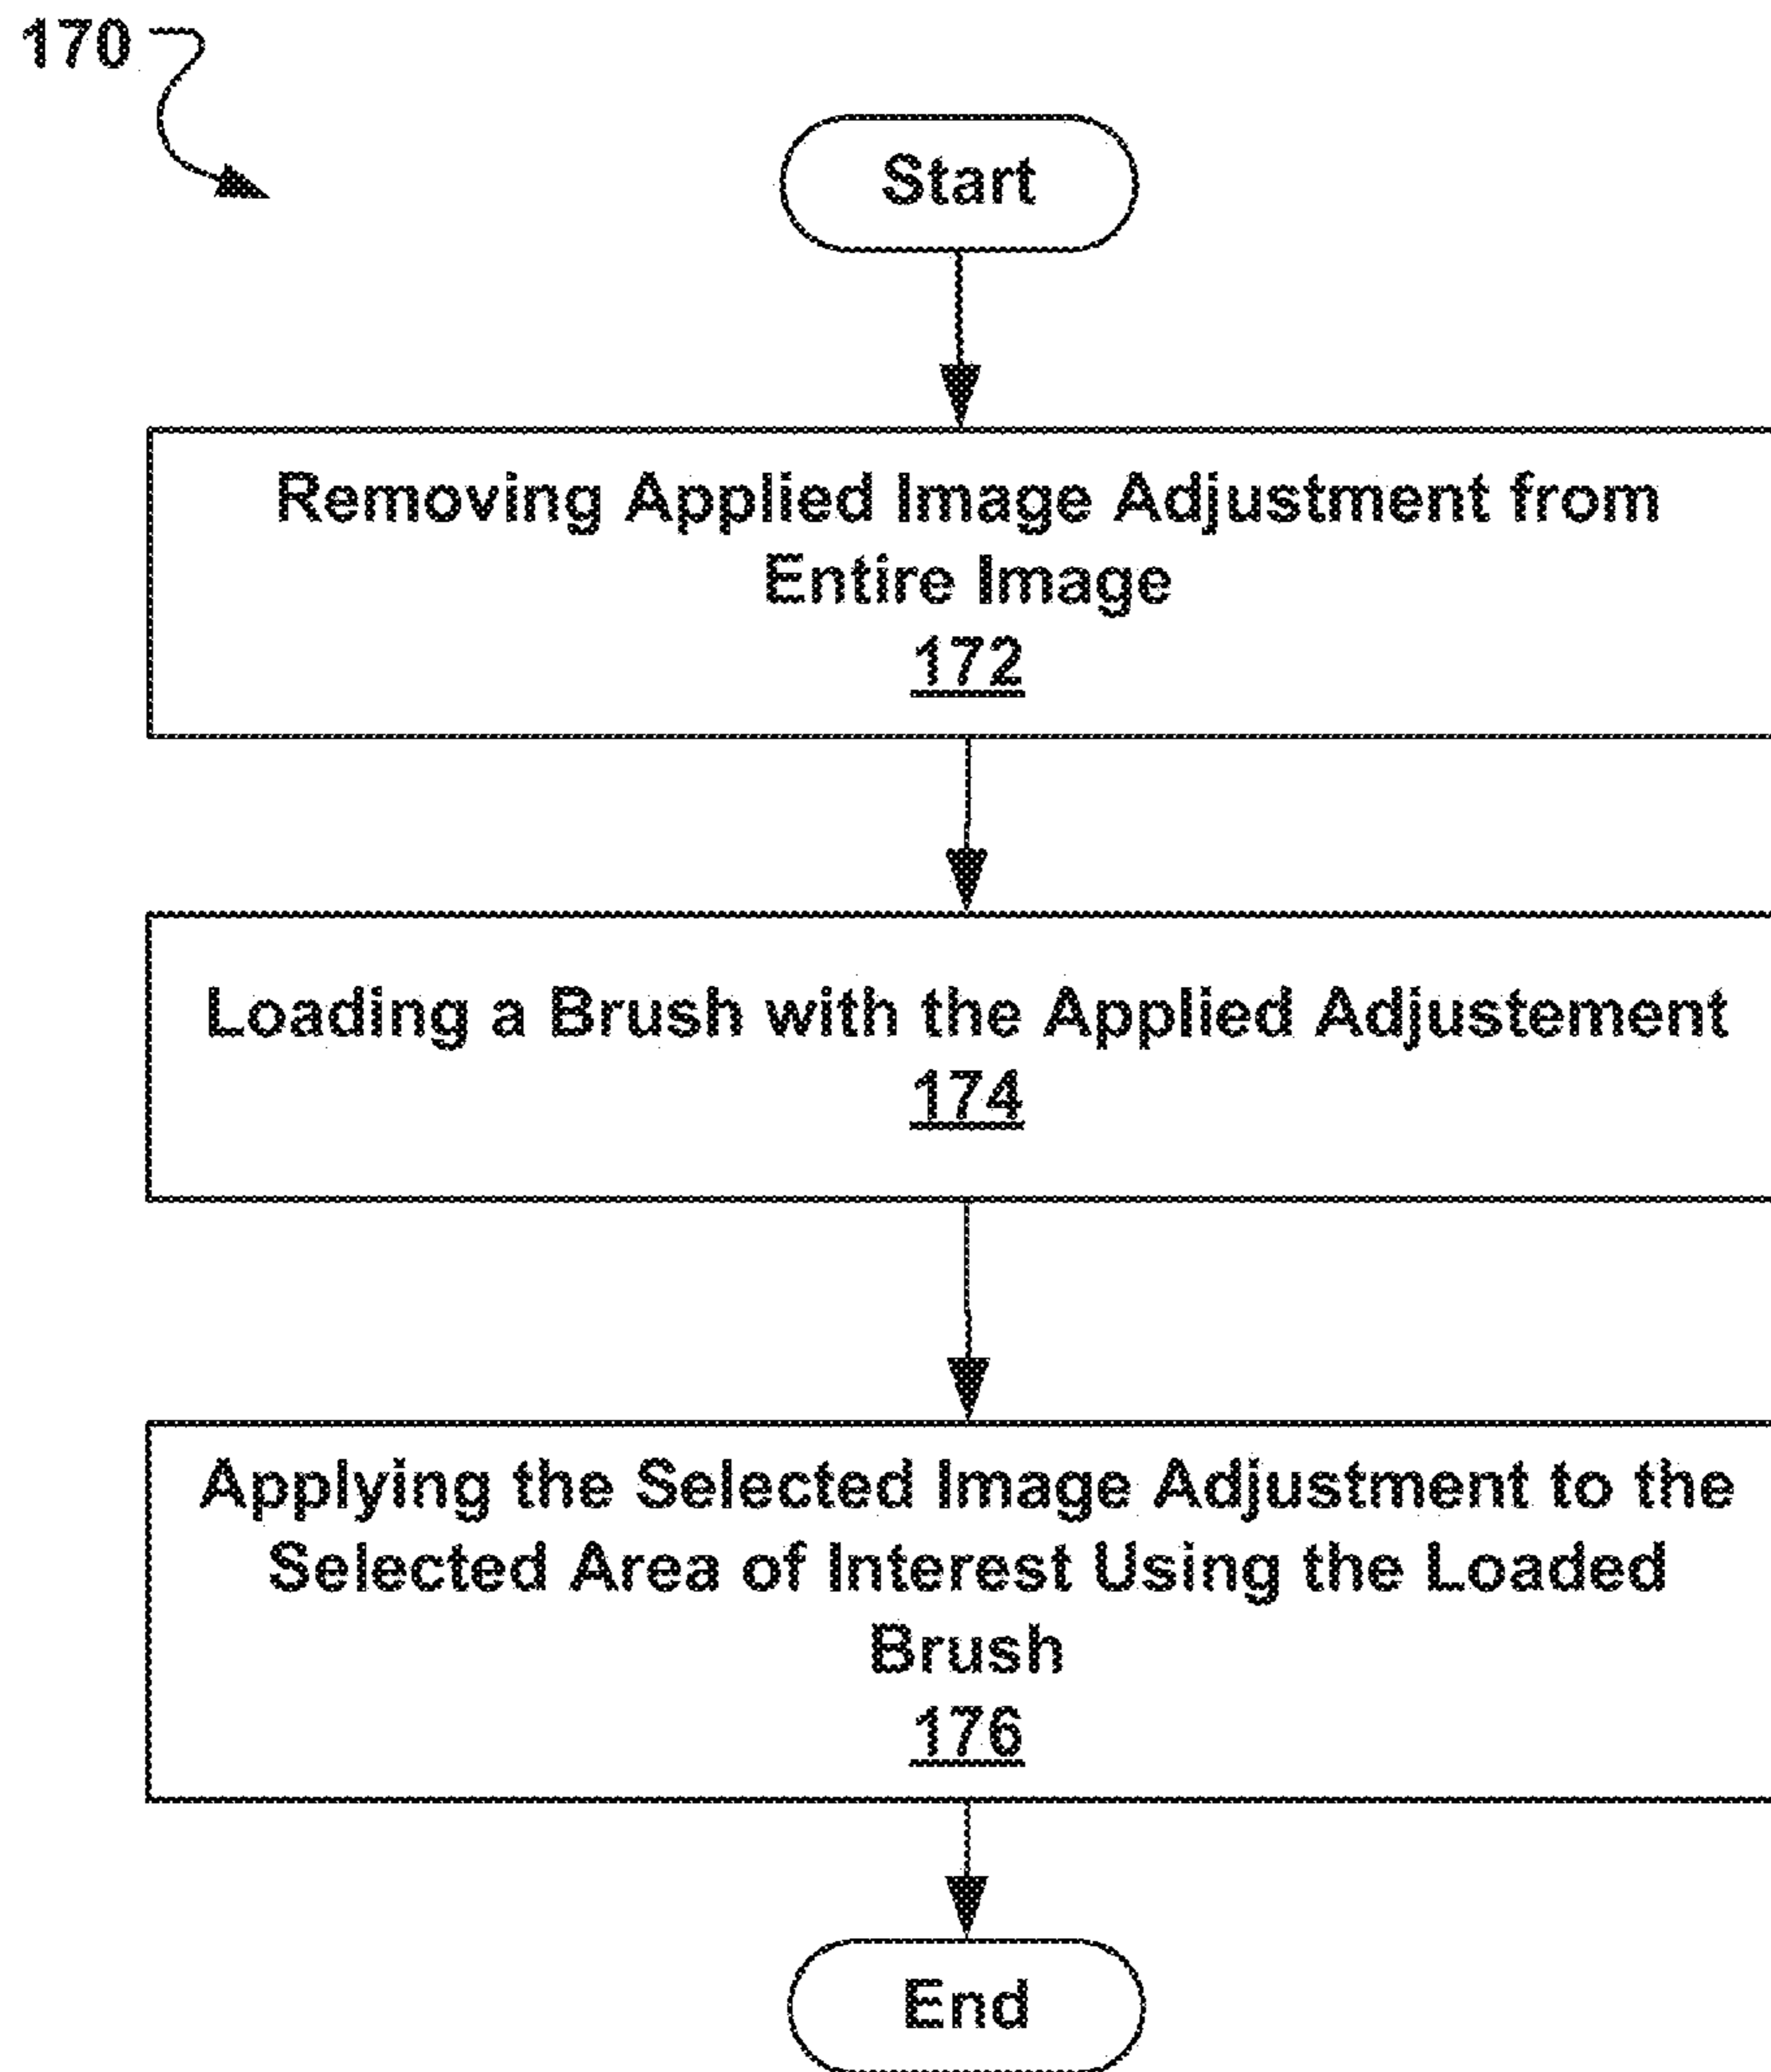 170
Start
Removing Applied Image Adjustment from
Entire Image
172
Loading a Brush with the Applied Adjustement
174
Applying the Selected Image Adjustment to the
Selected Area of Interest Using the Loaded
Brush
176
End